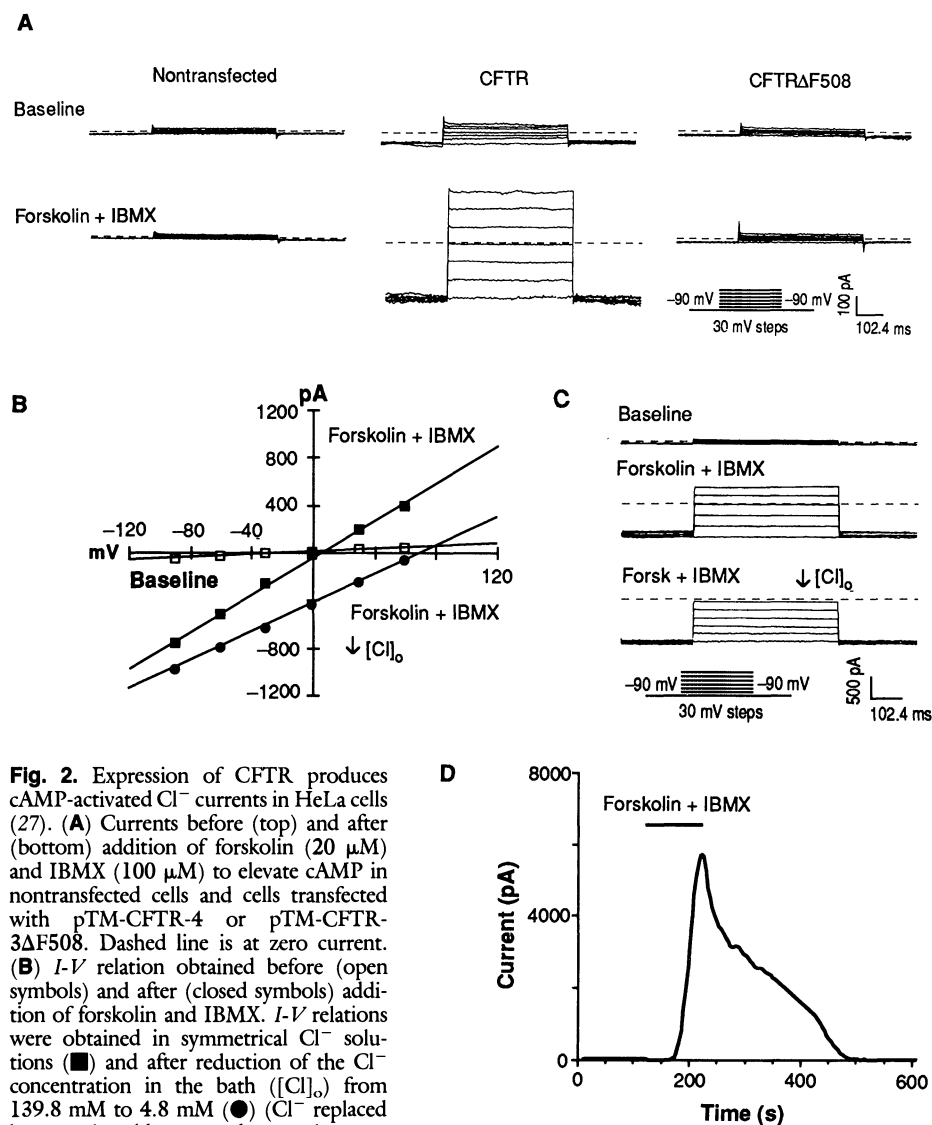 A
Nontransfected
CFTR
CFTRΔF508
Baseline
Forskolin + IBMX
−90 mV
−90 mV
30 mV steps
100 pA
102.4 ms
B
pA
1200
800
400
−120
−80
−40
mV
120
−800
−1200
Forskolin + IBMX
Baseline
Forskolin + IBMX
↓ [Cl]o
C
Baseline
Forskolin + IBMX
Forsk + IBMX ↓ [Cl]o
−90 mV
−90 mV
30 mV steps
500 pA
102.4 ms
Fig. 2. Expression of CFTR produces
cAMP-activated Cl⁻ currents in HeLa cells
(27). (A) Currents before (top) and after
(bottom) addition of forskolin (20 μM)
and IBMX (100 μM) to elevate cAMP in
nontransfected cells and cells transfected
with pTM-CFTR-4 or pTM-CFTR-
3ΔF508. Dashed line is at zero current.
(B) I-V relation obtained before (open
symbols) and after (closed symbols) addi-
tion of forskolin and IBMX. I-V relations
were obtained in symmetrical Cl⁻ solu-
tions (■) and after reduction of the Cl⁻
concentration in the bath ([Cl]o) from
139.8 mM to 4.8 mM (●) (Cl⁻ replaced
D
8000
4000
0
Current (pA)
Forskolin + IBMX
0
200
400
600
Time (s)